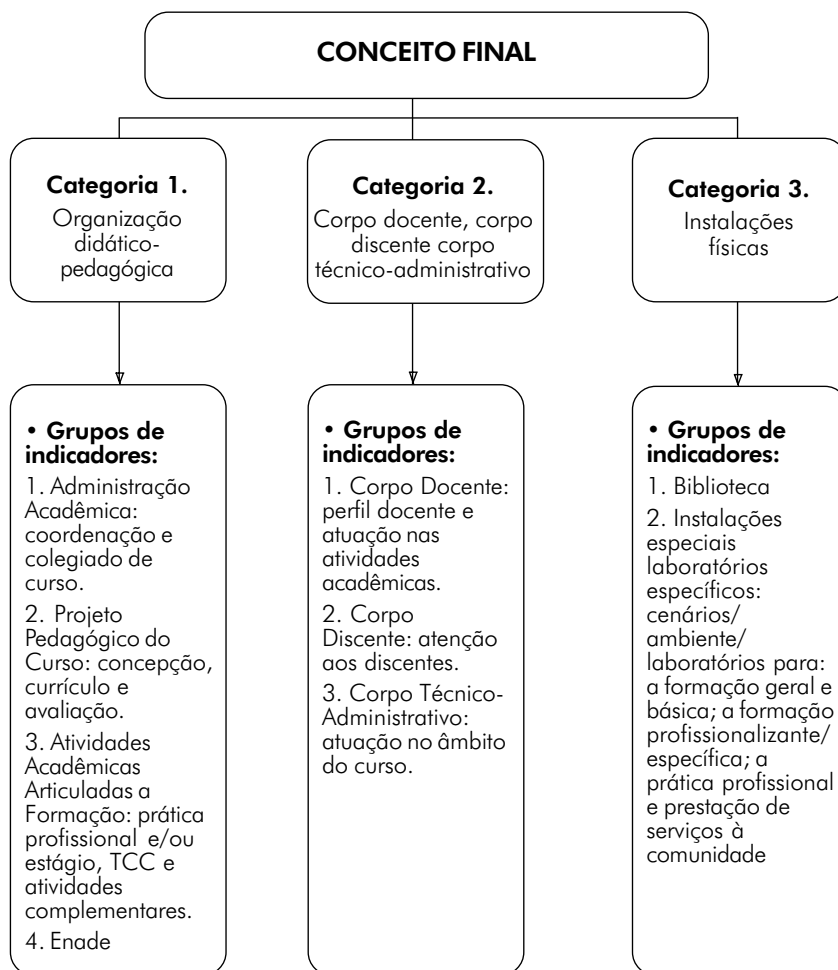 CONCEITO FINAL
Categoria 1.
Organização
didático-
pedagógica
Categoria 2.
Corpo docente, corpo
discente corpo
técnico-administrativo
Categoria 3.
Instalações
físicas
• Grupos de
indicadores:
1. Administração
Acadêmica:
coordenação e
colegiado de
curso.
2. Projeto
Pedagógico do
Curso: concepção,
currículo e
avaliação.
3. Atividades
Acadêmicas
Articuladas a
Formação: prática
profissional e/ou
estágio, TCC e
atividades
complementares.
4. Enade
• Grupos de
indicadores:
1. Corpo Docente:
perfil docente e
atuação nas
atividades
acadêmicas.
2. Corpo
Discente: atenção
aos discentes.
3. Corpo Técnico-
Administrativo:
atuação no âmbito
do curso.
• Grupos de
indicadores:
1. Biblioteca
2. Instalações
especiais
laboratórios
específicos:
cenários/
ambiente/
laboratórios para:
a formação geral e
básica; a formação
profissionalizante/
específica; a
prática profissional
e prestação de
serviços à
comunidade